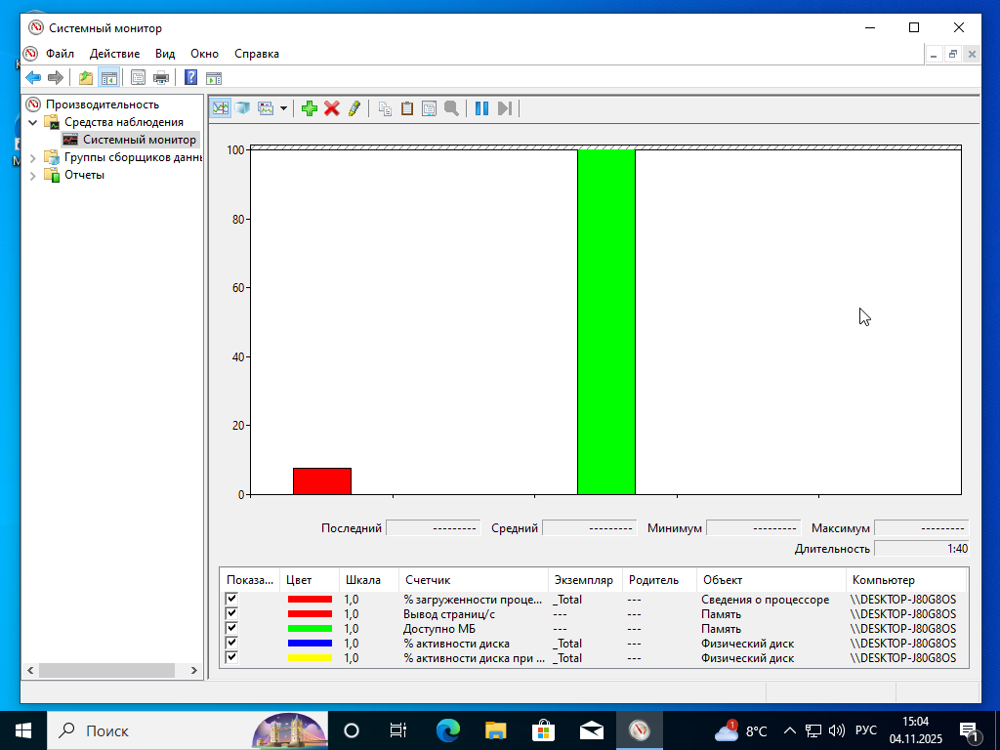 Системный монитор
Файл Действие Вид Окно Справка
Производительность
Средства наблюдения
Системный монитор
Группы сборщиков данн
Отчеты
100
80
60
40
20
0
Последний ---------
Средний ---------
Минимум ---------
Максимум ---------
Длительность 1:40
Показа... Цвет Шкала Счетчик Экземпляр Родитель Объект Компьютер
1,0 % загруженности проце... _Total --- Сведения о процессоре \\DESKTOP-J80G8OS
1,0 Вывод страниц/с --- --- Память \\DESKTOP-J80G8OS
1,0 Доступно МБ --- --- Память \\DESKTOP-J80G8OS
1,0 % активности диска _Total --- Физический диск \\DESKTOP-J80G8OS
1,0 % активности диска при ... _Total --- Физический диск \\DESKTOP-J80G8OS
Поиск
1
8°C
РУС
15:04
04.11.2025
1